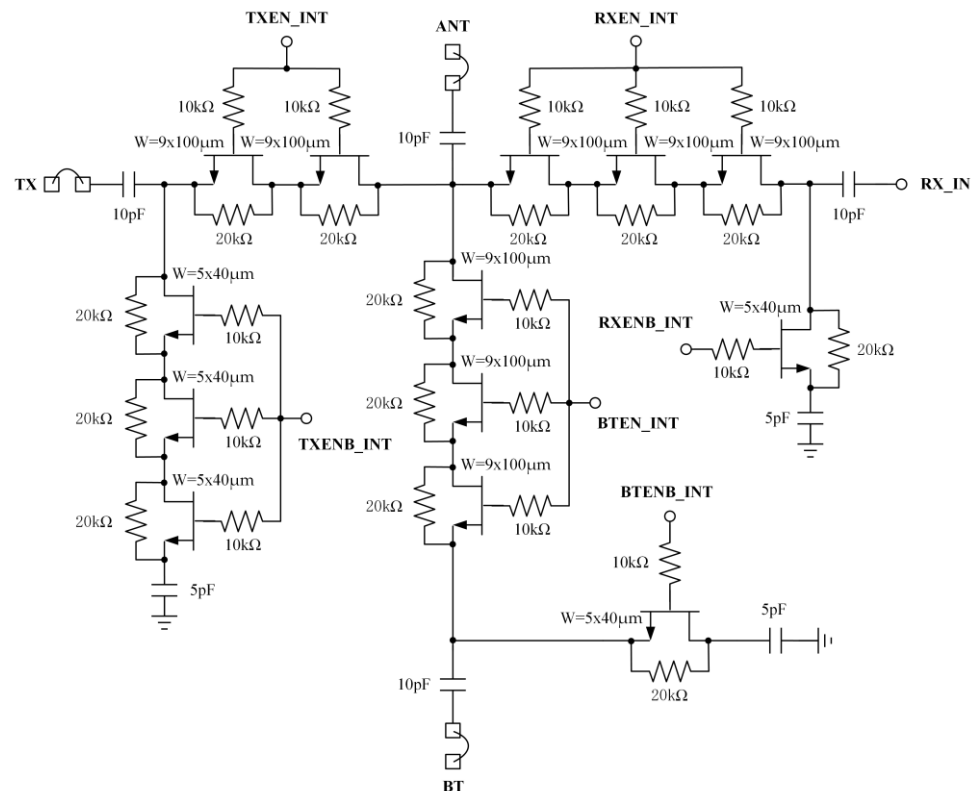 TXEN_INT
ANT
RXEN_INT
10kΩ
10kΩ
10kΩ
10kΩ
10kΩ
10pF
W=9x100μm
W=9x100μm
W=9x100μm
W=9x100μm
W=9x100μm
TX
RX_IN
10pF
10pF
20kΩ
20kΩ
20kΩ
20kΩ
20kΩ
W=5x40μm
W=9x100μm
20kΩ
20kΩ
10kΩ
10kΩ
RXENB_INT
W=5x40μm
10kΩ
20kΩ
W=5x40μm
W=9x100μm
20kΩ
20kΩ
10kΩ
10kΩ
TXENB_INT
BTEN_INT
5pF
W=5x40μm
W=9x100μm
20kΩ
20kΩ
10kΩ
10kΩ
BTENB_INT
5pF
10kΩ
W=5x40μm
5pF
10pF
20kΩ
BT